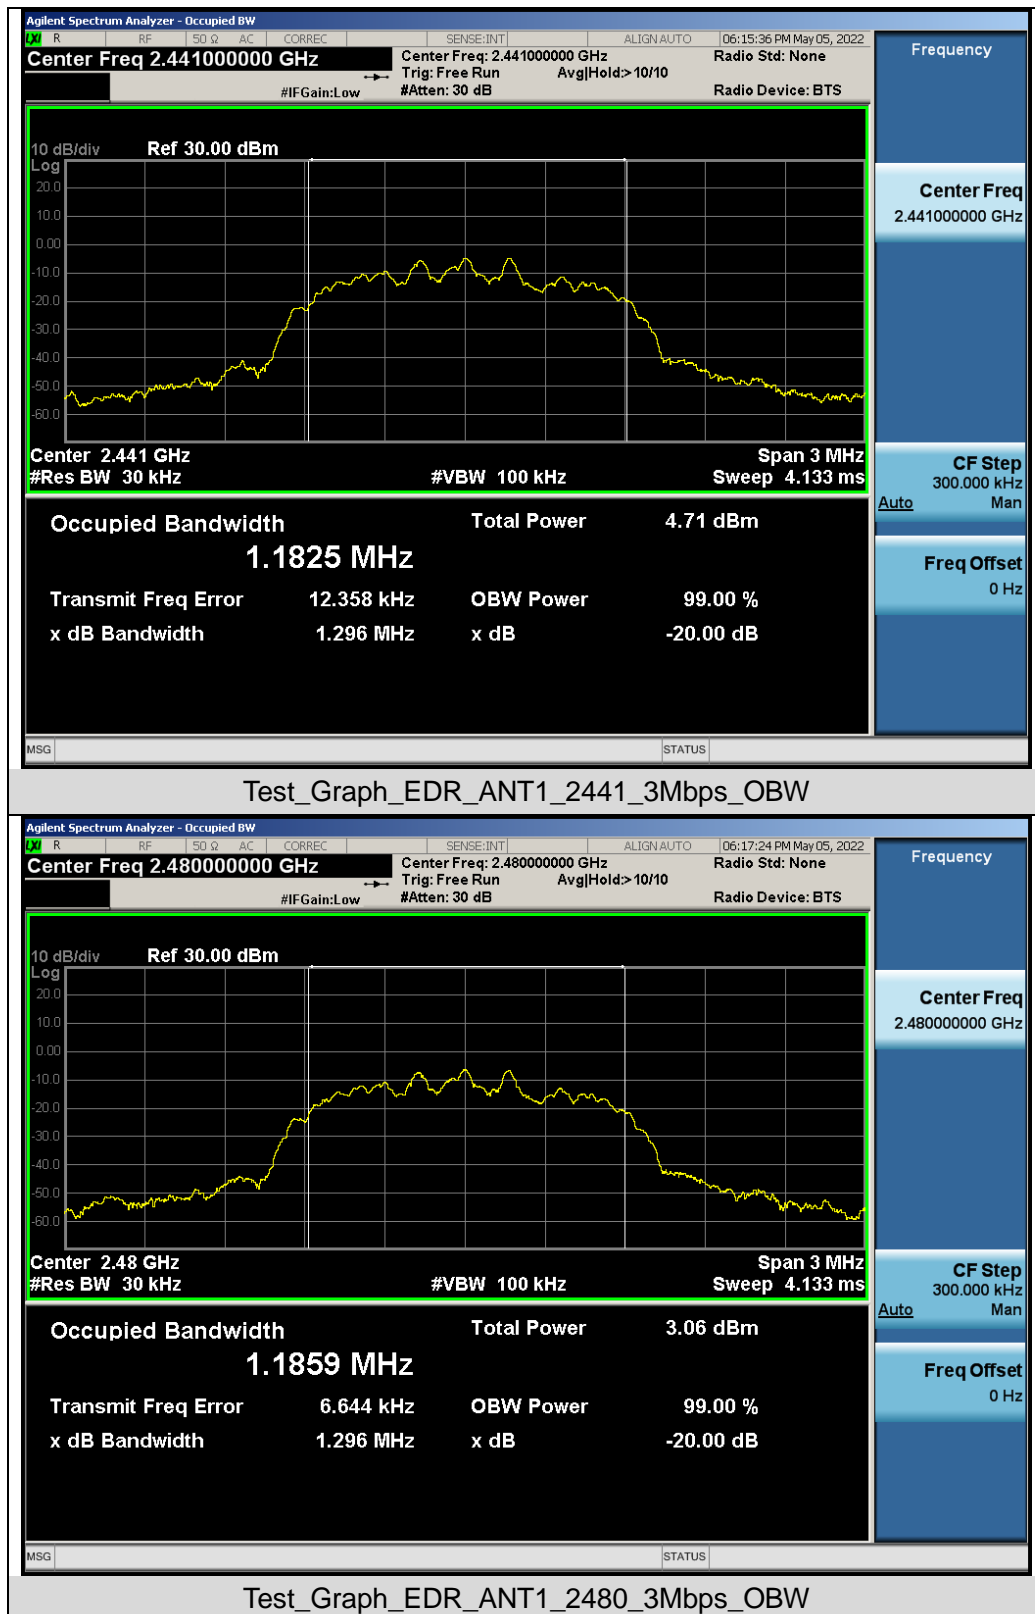 Agilent Spectrum Analyzer - Occupied BW
LXI R RF 50 Ω AC CORREC SENSE:INT ALIGN AUTO 06:15:36 PM May 05, 2022
Center Freq 2.441000000 GHz Center Freq: 2.441000000 GHz Radio Std: None Frequency
Trig: Free Run Avg|Hold:> 10/10
#IFGain:Low #Atten: 30 dB Radio Device: BTS
10 dB/div Ref 30.00 dBm
Log
20.0
10.0
0.00
-10.0
-20.0
-30.0
-40.0
-50.0
-60.0
Center Freq
2.441000000 GHz
Center 2.441 GHz Span 3 MHz
#Res BW 30 kHz #VBW 100 kHz Sweep 4.133 ms
CF Step
300.000 kHz
Auto Man
Occupied Bandwidth Total Power 4.71 dBm
1.1825 MHz
Transmit Freq Error 12.358 kHz OBW Power 99.00 %
x dB Bandwidth 1.296 MHz x dB -20.00 dB
Freq Offset
0 Hz
MSG STATUS
Test_Graph_EDR_ANT1_2441_3Mbps_OBW
Agilent Spectrum Analyzer - Occupied BW
LXI R RF 50 Ω AC CORREC SENSE:INT ALIGN AUTO 06:17:24 PM May 05, 2022
Center Freq 2.480000000 GHz Center Freq: 2.480000000 GHz Radio Std: None Frequency
Trig: Free Run Avg|Hold:> 10/10
#IFGain:Low #Atten: 30 dB Radio Device: BTS
10 dB/div Ref 30.00 dBm
Log
20.0
10.0
0.00
-10.0
-20.0
-30.0
-40.0
-50.0
-60.0
Center Freq
2.480000000 GHz
Center 2.48 GHz Span 3 MHz
#Res BW 30 kHz #VBW 100 kHz Sweep 4.133 ms
CF Step
300.000 kHz
Auto Man
Occupied Bandwidth Total Power 3.06 dBm
1.1859 MHz
Transmit Freq Error 6.644 kHz OBW Power 99.00 %
x dB Bandwidth 1.296 MHz x dB -20.00 dB
Freq Offset
0 Hz
MSG STATUS
Test_Graph_EDR_ANT1_2480_3Mbps_OBW